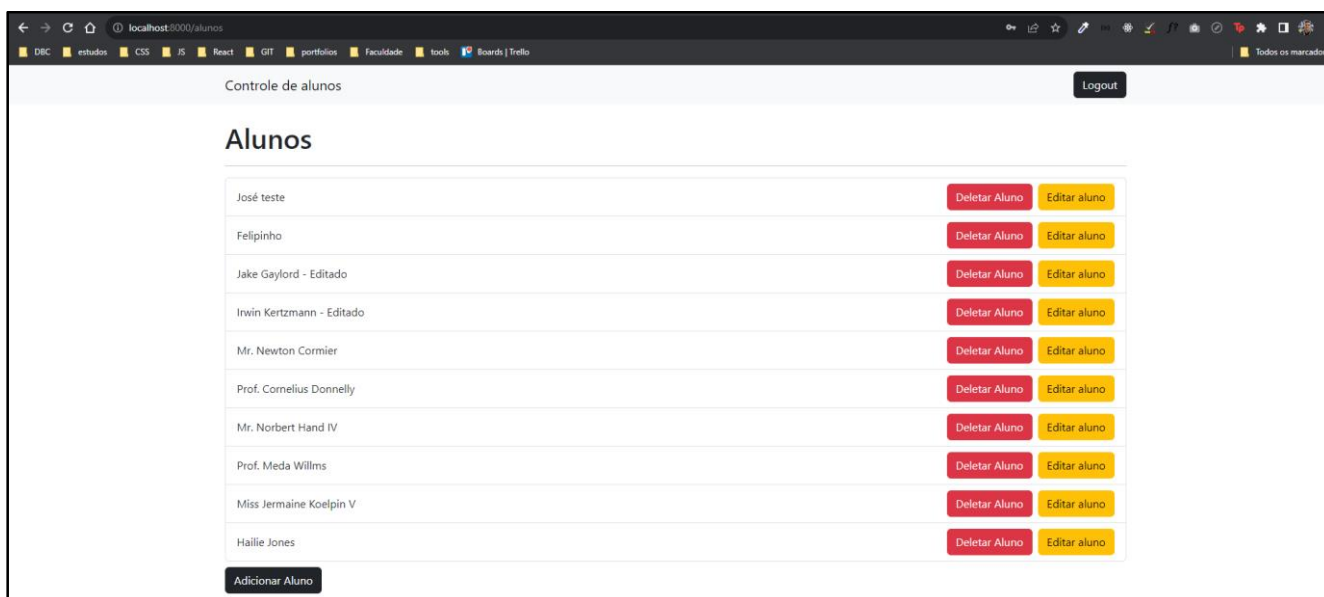 localhost:8000/alunos
DBC estudos CSS JS React GIT portfolios Faculdade tools Boards | Trello Todos os marcado
Controle de alunos Logout
Alunos
José teste Deletar Aluno Editar aluno
Felipinho Deletar Aluno Editar aluno
Jake Gaylord - Editado Deletar Aluno Editar aluno
Irwin Kertzmann - Editado Deletar Aluno Editar aluno
Mr. Newton Cormier Deletar Aluno Editar aluno
Prof. Cornelius Donnelly Deletar Aluno Editar aluno
Mr. Norbert Hand IV Deletar Aluno Editar aluno
Prof. Meda Willms Deletar Aluno Editar aluno
Miss Jermaine Koelpin V Deletar Aluno Editar aluno
Hailie Jones Deletar Aluno Editar aluno
Adicionar Aluno